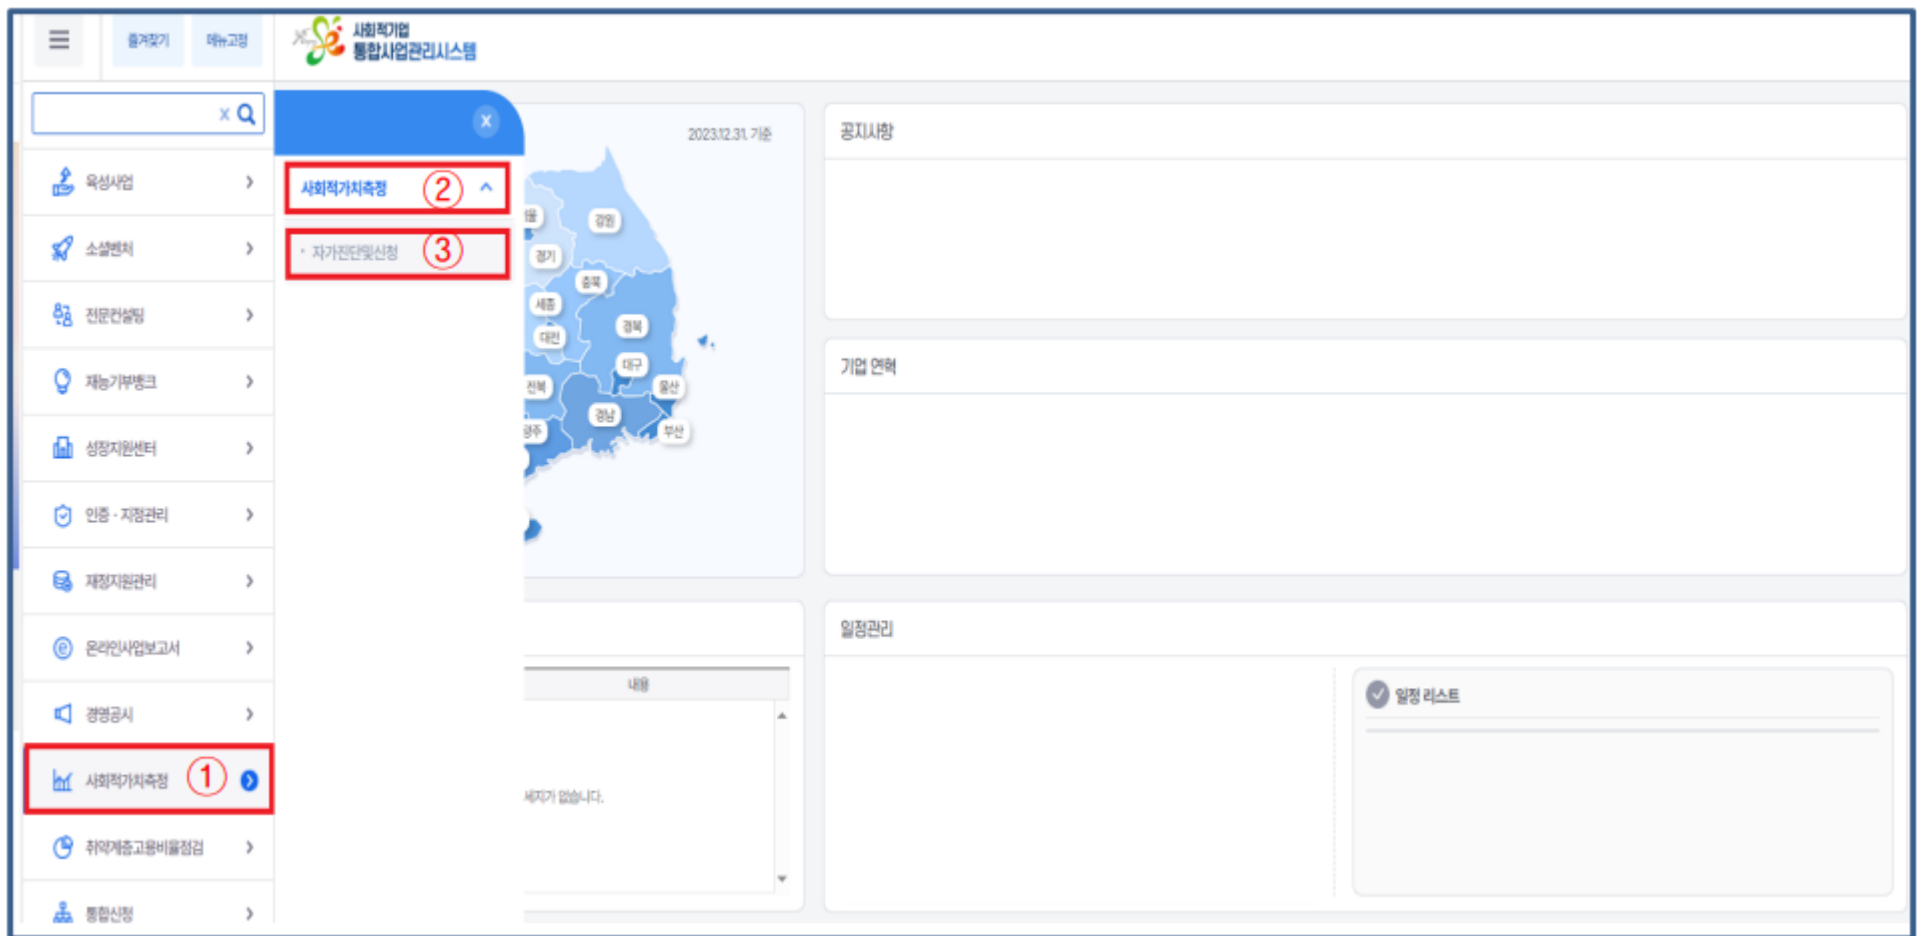 즐겨찾기 메뉴고정
사회적기업
통합사업관리시스템
X
육성사업
소셜벤처
전문컨설팅
재능기부뱅크
성장지원센터
인증 - 지정관리
재정지원관리
온라인사업보고서
경영공시
사회적가치측정 ①
취약계층고용비율점검
통합신청
X
사회적가치측정 ②
· 자가진단및신청 ③
2023.12.31. 기준
강원
경기
충북
세종
경북
대전
대구
전북
울산
경남
부산
내용
세지가 없습니다.
공지사항
기업 연혁
일정관리
일정 리스트